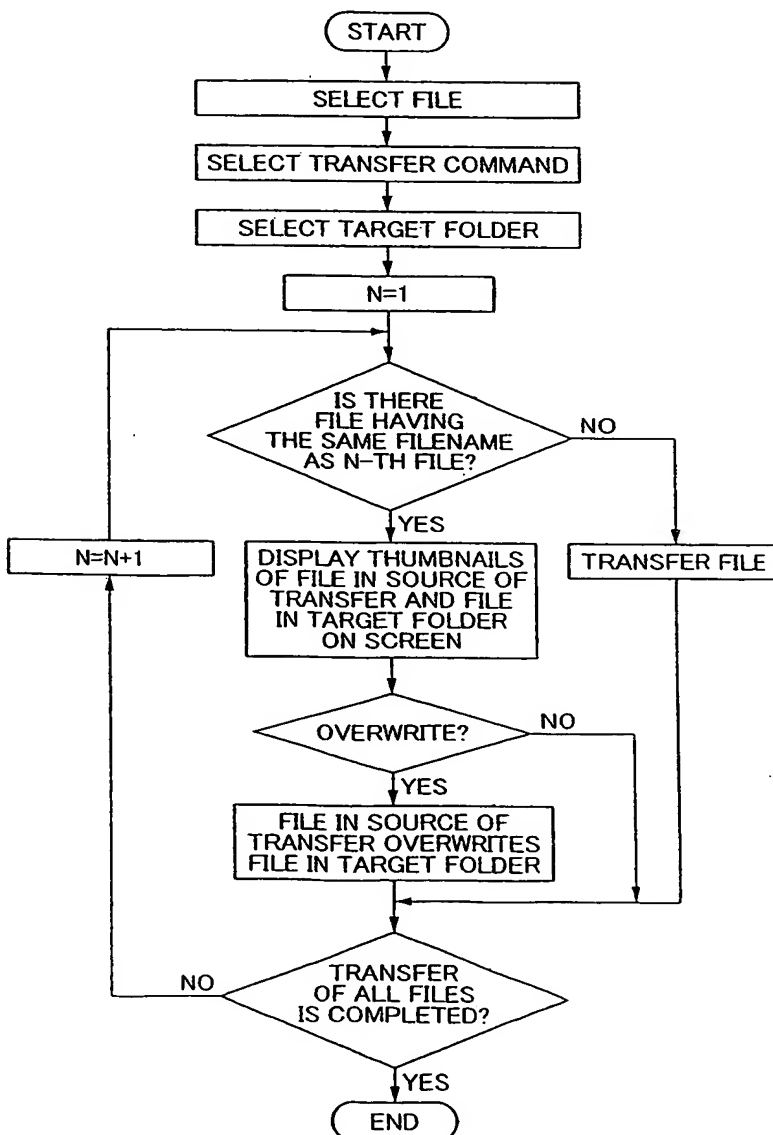 START
SELECT FILE
SELECT TRANSFER COMMAND
SELECT TARGET FOLDER
N=1
IS THERE
FILE HAVING
THE SAME FILENAME
AS N-TH FILE?
NO
YES
N=N+1
DISPLAY THUMBNAILS
OF FILE IN SOURCE OF
TRANSFER AND FILE
IN TARGET FOLDER
ON SCREEN
TRANSFER FILE
OVERWRITE?
NO
YES
FILE IN SOURCE OF
TRANSFER OVERWRITES
FILE IN TARGET FOLDER
NO
TRANSFER
OF ALL FILES
IS COMPLETED?
YES
END